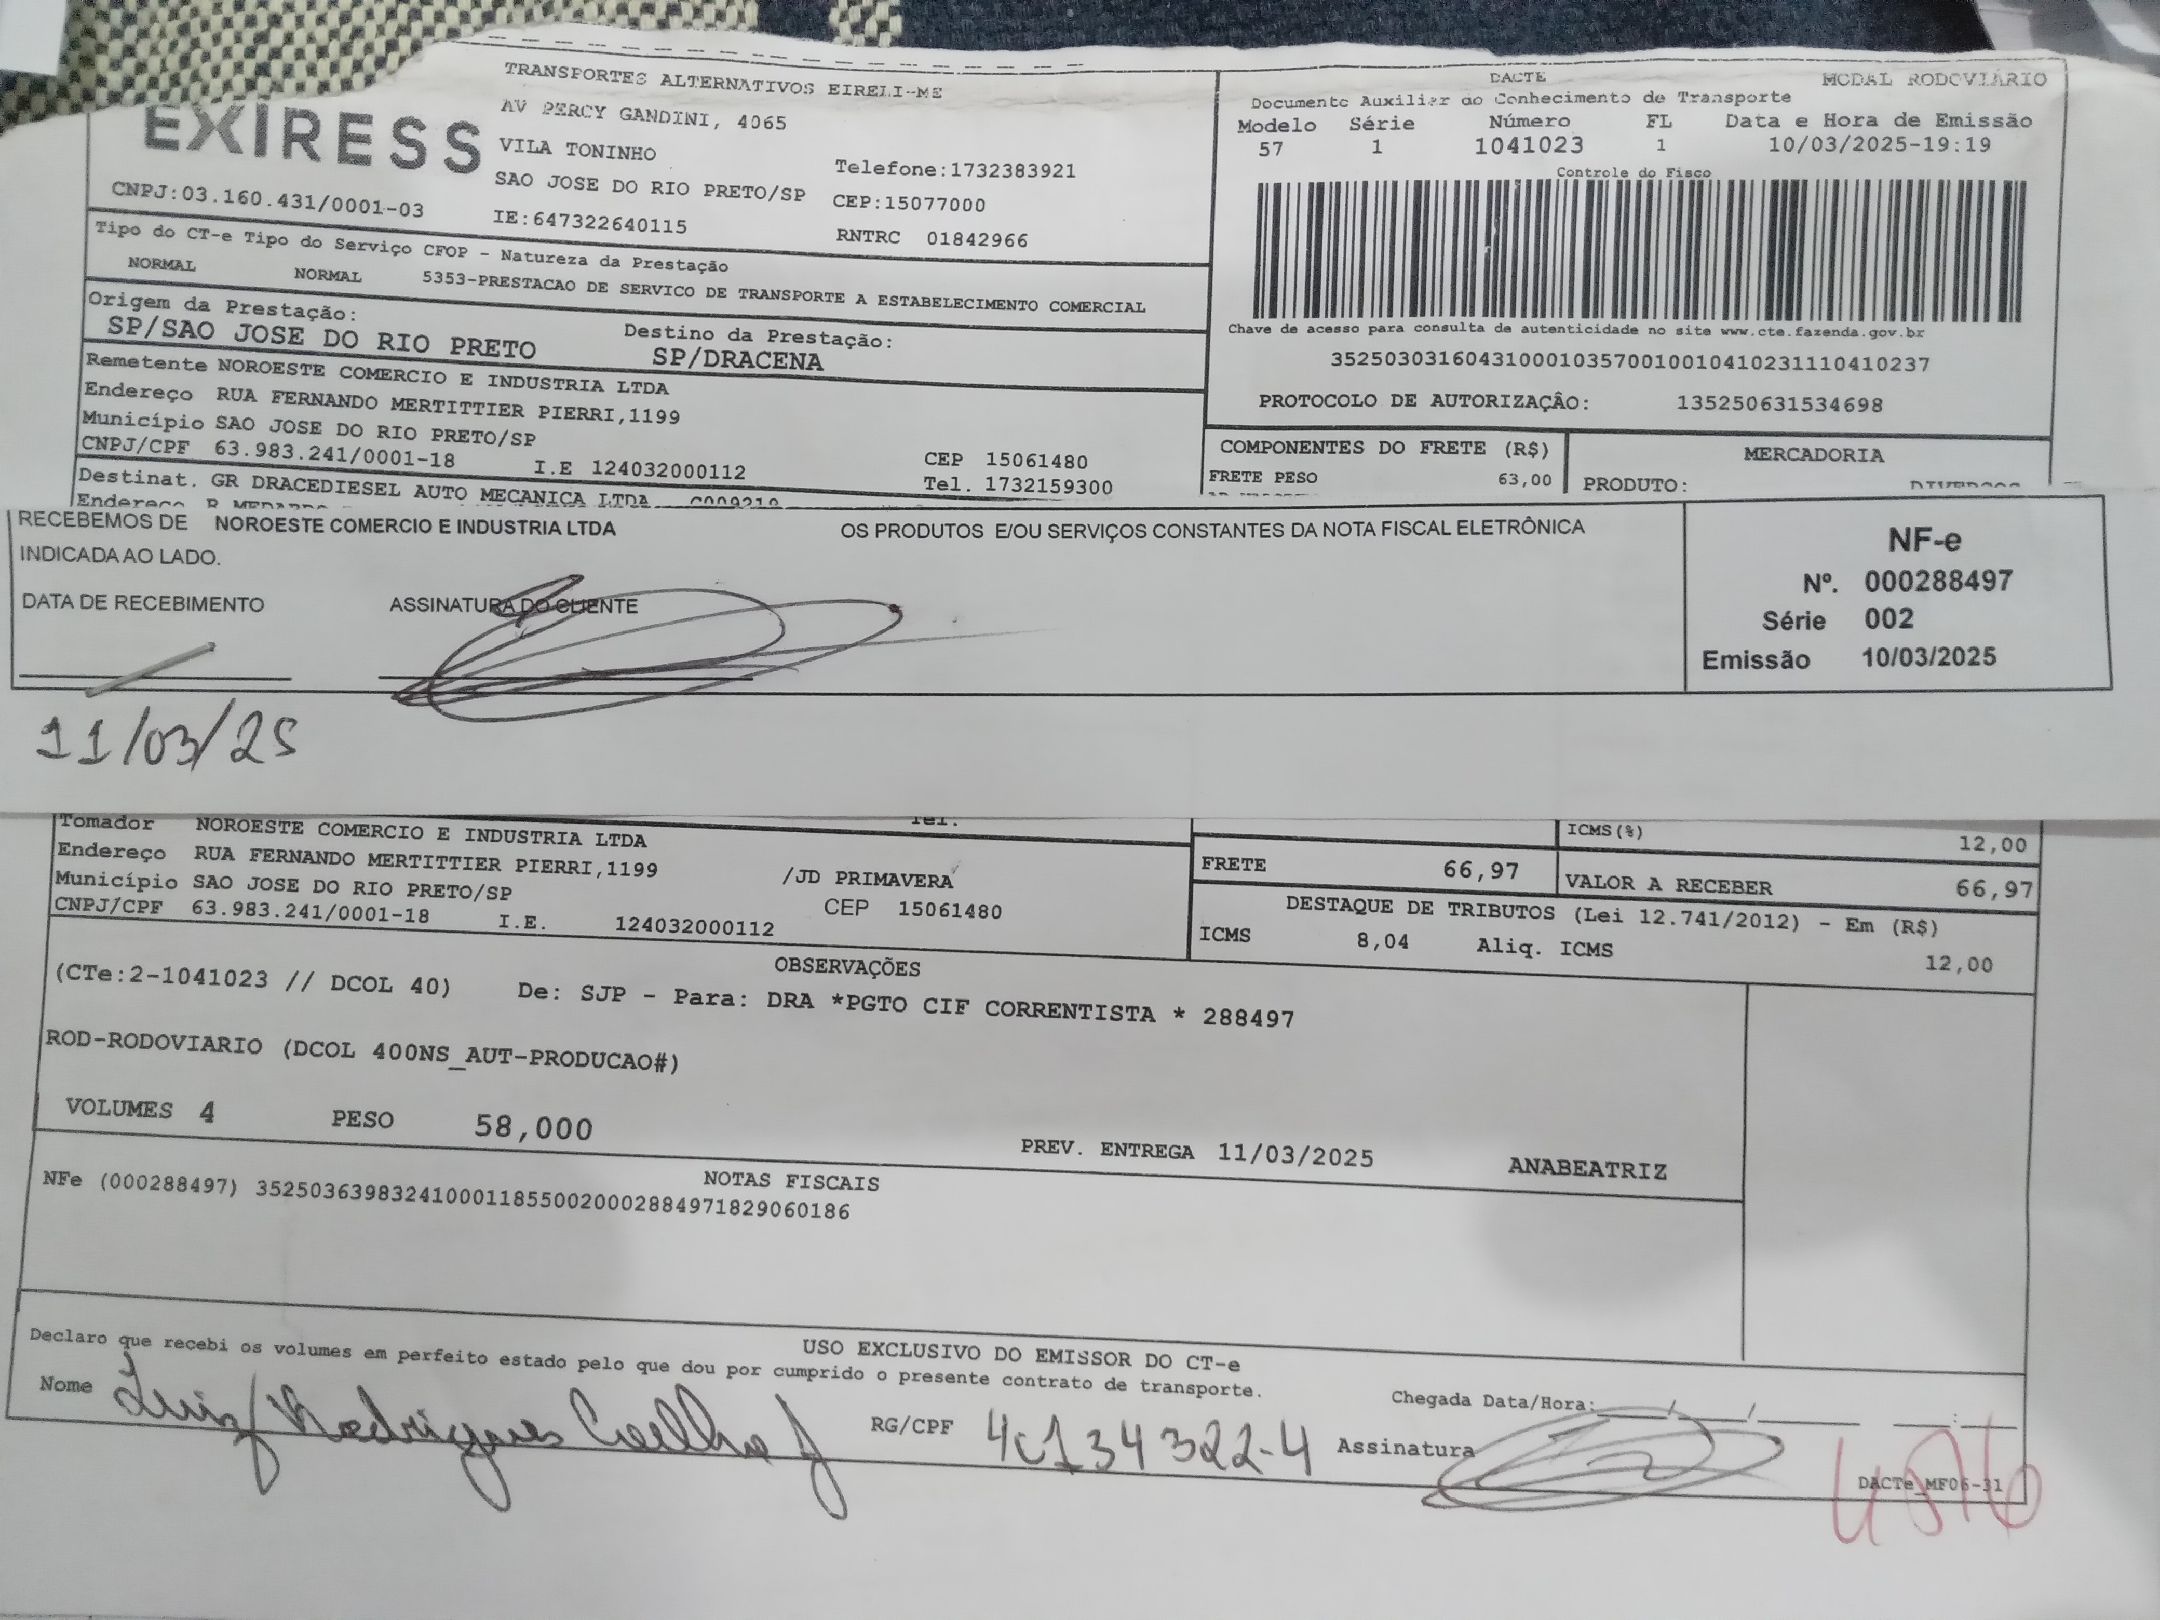 TRANSPORTES ALTERNATIVOS EIRELI-ME
AV PERCY GANDINI, 4065
EXIRESS
VILA TONINHO
Telefone:1732383921
SAO JOSE DO RIO PRETO/SP
CEP:15077000
CNPJ:03.160.431/0001-03
IE:647322640115
RNTRC 01842966
DACTE MODAL RODOVIÁRIO
Documento Auxiliar do Conhecimento de Transporte
Modelo Série Número FL Data e Hora de Emissão
57 1 1041023 1 10/03/2025-19:19
Controle do Fisco
Chave de acesso para consulta de autenticidade no site www.cte.fazenda.gov.br
35250303160431000103570010010410231110410237
PROTOCOLO DE AUTORIZAÇÂO: 135250631534698
Tipo do CT-e Tipo do Serviço CFOP - Natureza da Prestação
NORMAL NORMAL 5353-PRESTACAO DE SERVICO DE TRANSPORTE A ESTABELECIMENTO COMERCIAL
Origem da Prestação: Destino da Prestação:
SP/SAO JOSE DO RIO PRETO SP/DRACENA
Remetente NOROESTE COMERCIO E INDUSTRIA LTDA
Endereço RUA FERNANDO MERTITTIER PIERRI,1199
Município SAO JOSE DO RIO PRETO/SP
CEP 15061480
CNPJ/CPF 63.983.241/0001-18 I.E 124032000112
Tel. 1732159300
Destinat. GR DRACEDIESEL AUTO MECANICA LTDA C009210
Endereço R
COMPONENTES DO FRETE (R$) MERCADORIA
FRETE PESO 63,00 PRODUTO: DIVERSOS
RECEBEMOS DE NOROESTE COMERCIO E INDUSTRIA LTDA OS PRODUTOS E/OU SERVIÇOS CONSTANTES DA NOTA FISCAL ELETRÔNICA
INDICADA AO LADO.
DATA DE RECEBIMENTO ASSINATURA DO CLIENTE
NF-e
Nº. 000288497
Série 002
Emissão 10/03/2025
11/03/25
Tel.
Tomador NOROESTE COMERCIO E INDUSTRIA LTDA
Endereço RUA FERNANDO MERTITTIER PIERRI,1199 /JD PRIMAVERA
Município SAO JOSE DO RIO PRETO/SP CEP 15061480
CNPJ/CPF 63.983.241/0001-18 I.E. 124032000112
ICMS(%) 12,00
FRETE 66,97 VALOR A RECEBER 66,97
DESTAQUE DE TRIBUTOS (Lei 12.741/2012) - Em (R$)
ICMS 8,04 Aliq. ICMS 12,00
OBSERVAÇÕES
(CTe:2-1041023 // DCOL 40) De: SJP - Para: DRA *PGTO CIF CORRENTISTA * 288497
ROD-RODOVIARIO (DCOL 400NS_AUT-PRODUCAO#)
VOLUMES 4 PESO 58,000
PREV. ENTREGA 11/03/2025 ANABEATRIZ
NOTAS FISCAIS
NFe (000288497) 35250363983241000118550020002884971829060186
USO EXCLUSIVO DO EMISSOR DO CT-e
Declaro que recebi os volumes em perfeito estado pelo que dou por cumprido o presente contrato de transporte.
Chegada Data/Hora: / / :
Nome Luiz Rodrigues Coelho J RG/CPF 40134322-4 Assinatura
DACTe_MF06-31